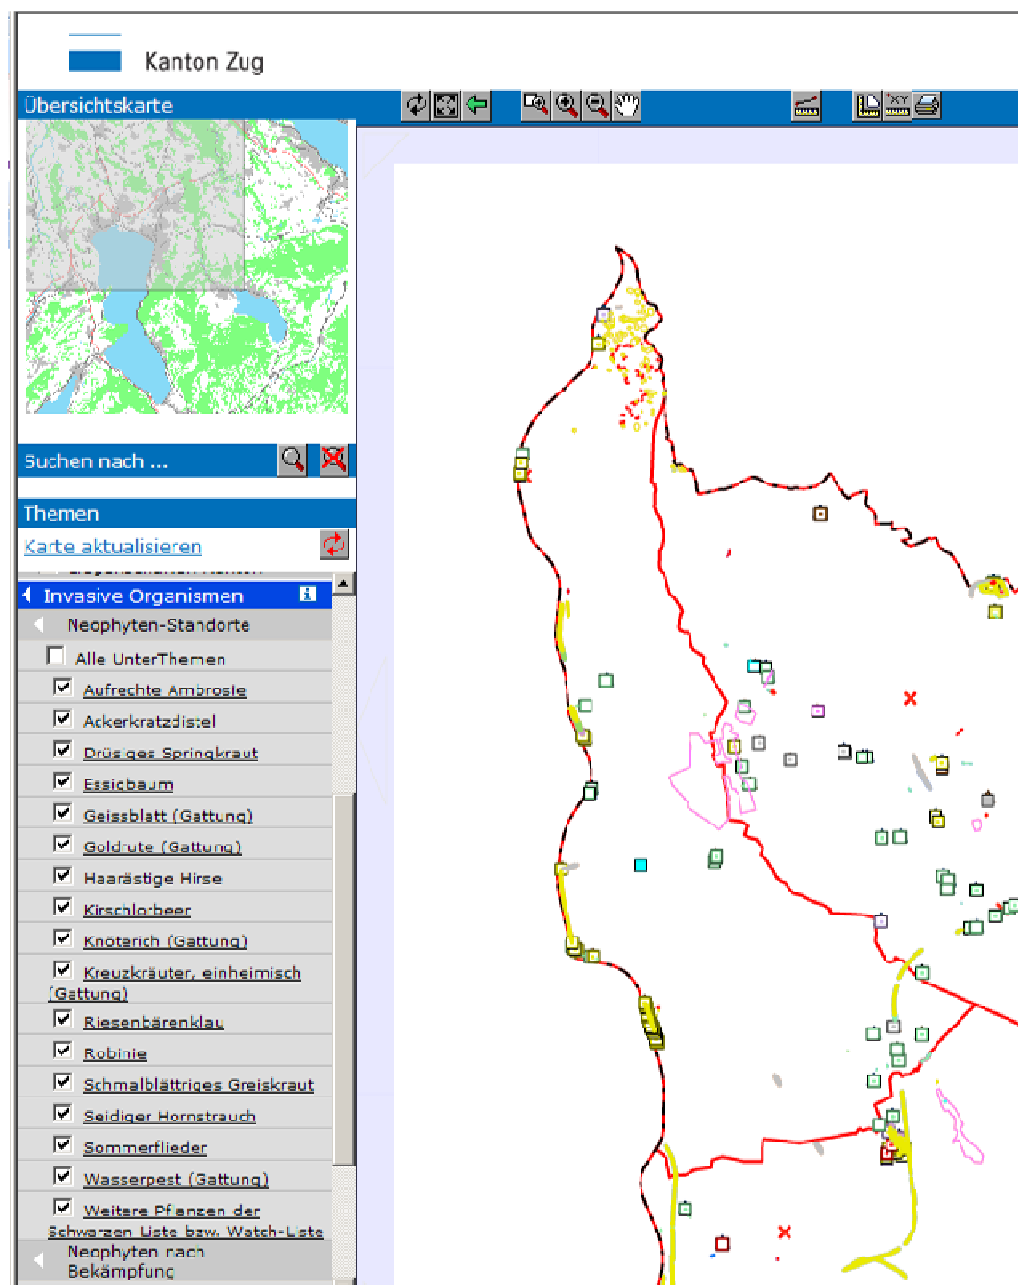 Kanton Zug
Übersichtskarte
XY
Suchen nach ...
Themen
Karte aktualisieren
Invasive Organismen
Neophyten-Standorte
Alle UnterThemen
Aufrechte Ambrosie
Ackerkratzdistel
Drüsiges Springkraut
Essigbaum
Geissblatt (Gattung)
Goldrute (Gattung)
Haarästige Hirse
Kirschlorbeer
Knöterich (Gattung)
Kreuzkräuter, einheimisch
(Gattung)
Riesenbärenklau
Robinie
Schmalblättriges Greiskraut
Seidiger Hornstrauch
Sommerflieder
Wasserpest (Gattung)
Weitere Pflanzen der
Schwarzen Liste bzw. Watch-Liste
Neophyten nach
Bekämpfung